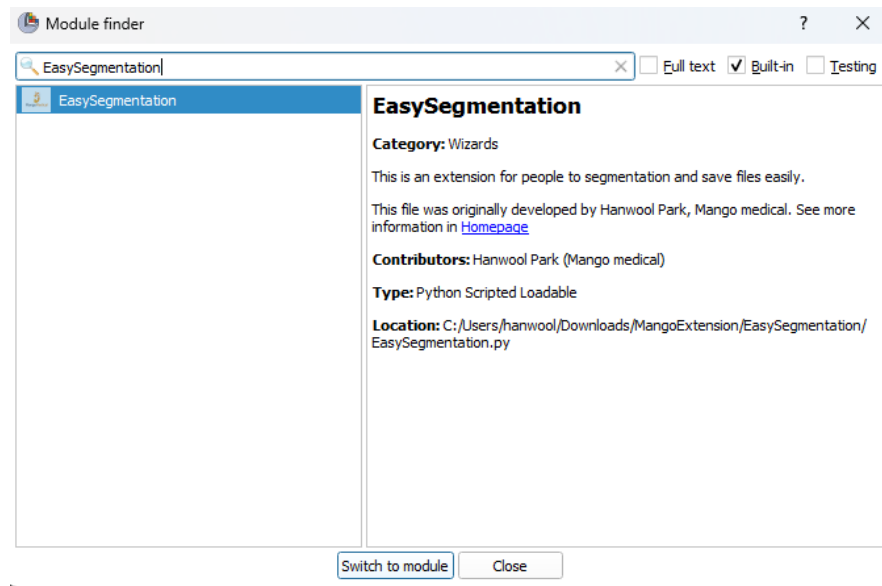 Module finder
?
EasySegmentation
Full text
Built-in
Testing
EasySegmentation
EasySegmentation
Category: Wizards
This is an extension for people to segmentation and save files easily.
This file was originally developed by Hanwool Park, Mango medical. See more
information in Homepage
Contributors: Hanwool Park (Mango medical)
Type: Python Scripted Loadable
Location: C:/Users/hanwool/Downloads/MangoExtension/EasySegmentation/
EasySegmentation.py
Switch to module
Close